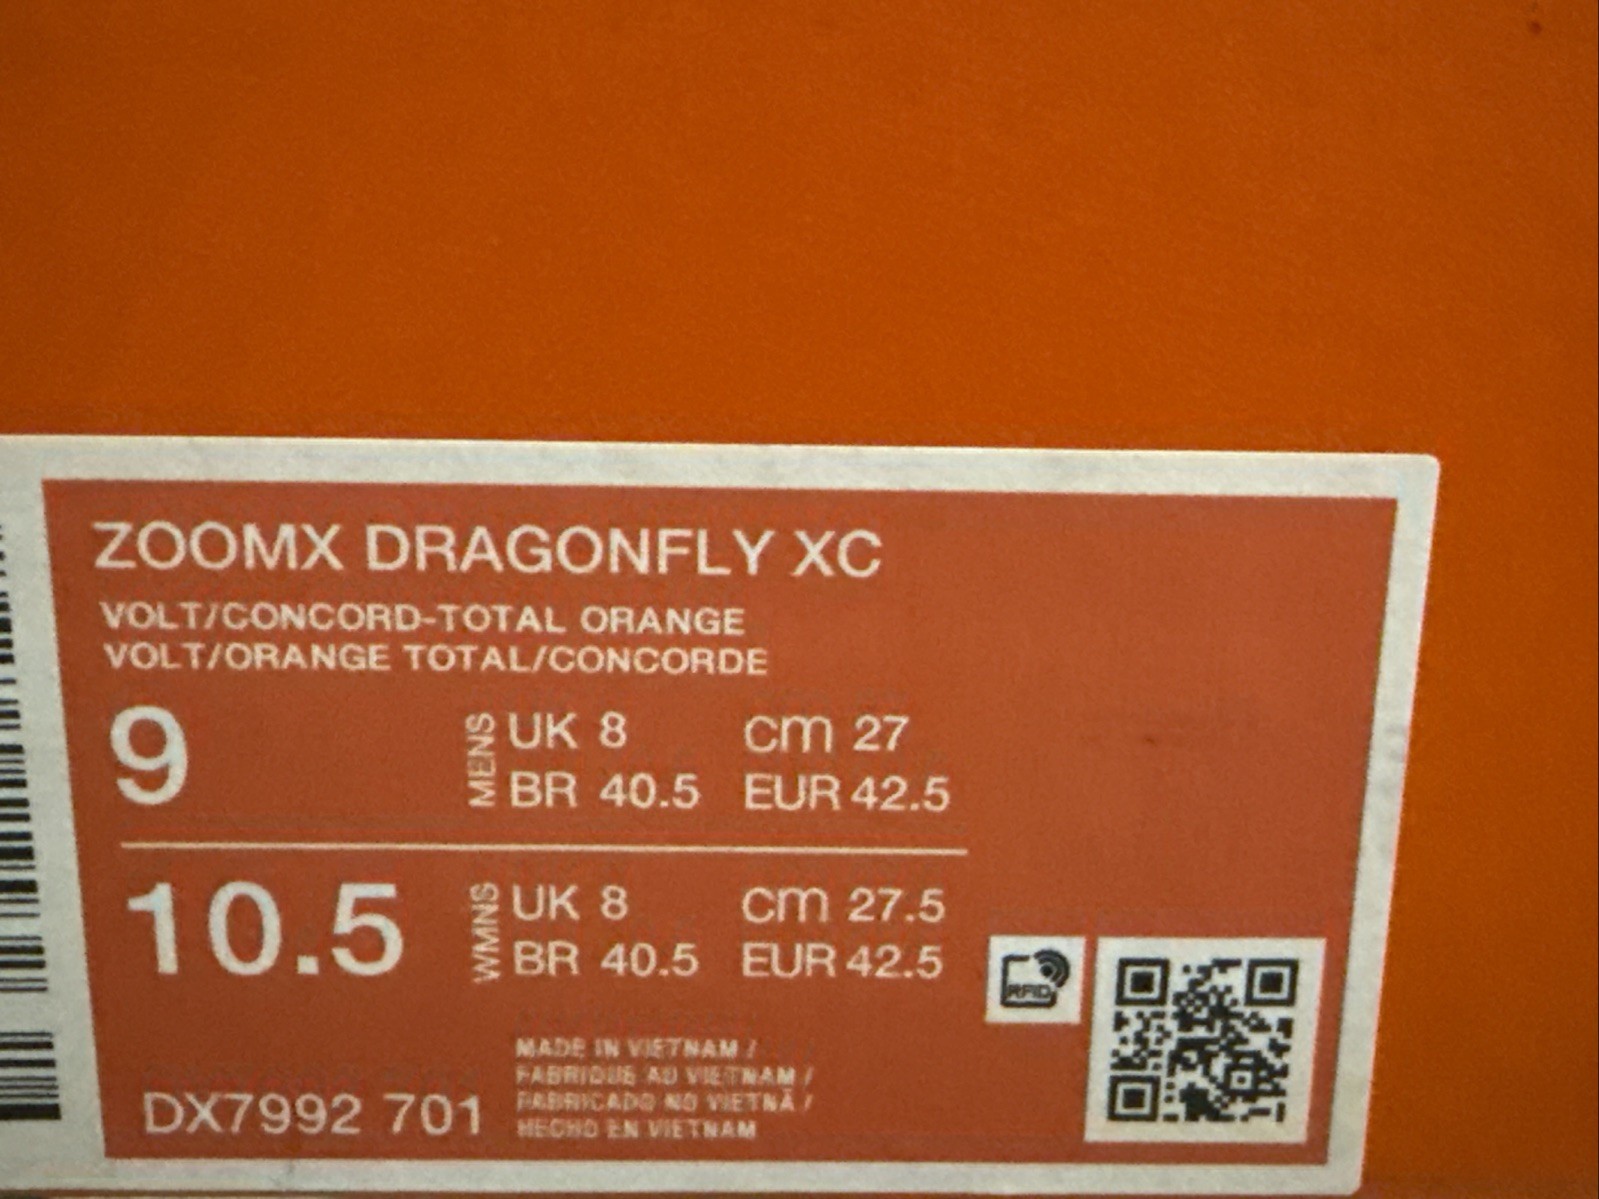 ZOOMX DRAGONFLY XC
VOLT/CONCORD-TOTAL ORANGE
VOLT/ORANGE TOTAL/CONCORDE
9 MENS UK 8 cm 27
BR 40.5 EUR 42.5
10.5 WMNS UK 8 cm 27.5
BR 40.5 EUR 42.5
RFID
MADE IN VIETNAM /
FABRIQUE AU VIETNAM /
FABRICADO NO VIETNÃ /
HECHO EN VIETNAM
DX7992 701